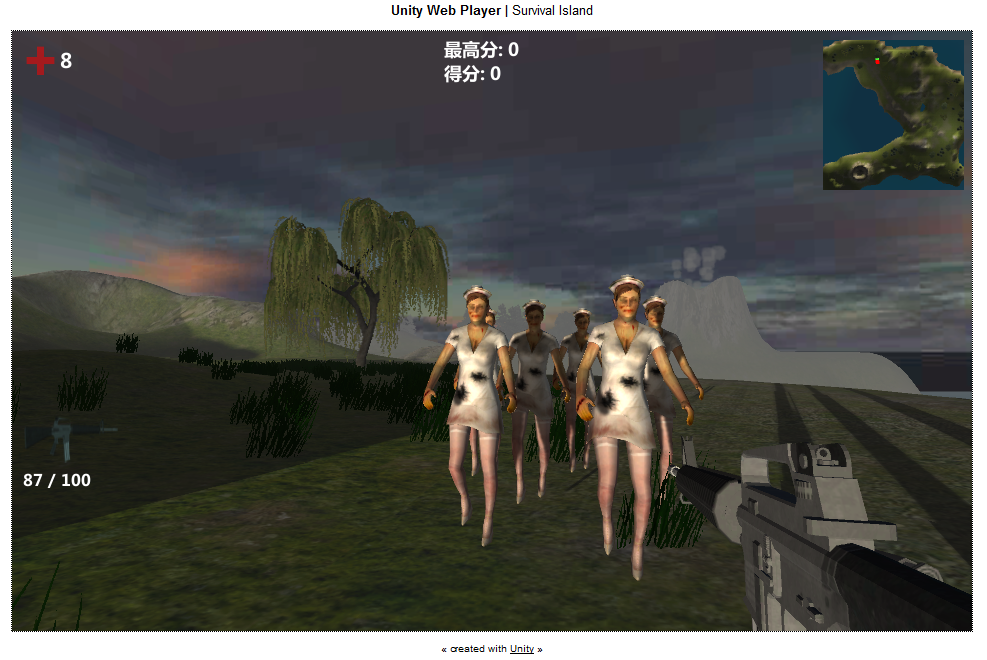 Unity Web Player | Survival Island
8
最高分: 0
得分: 0
87 / 100
« created with Unity »